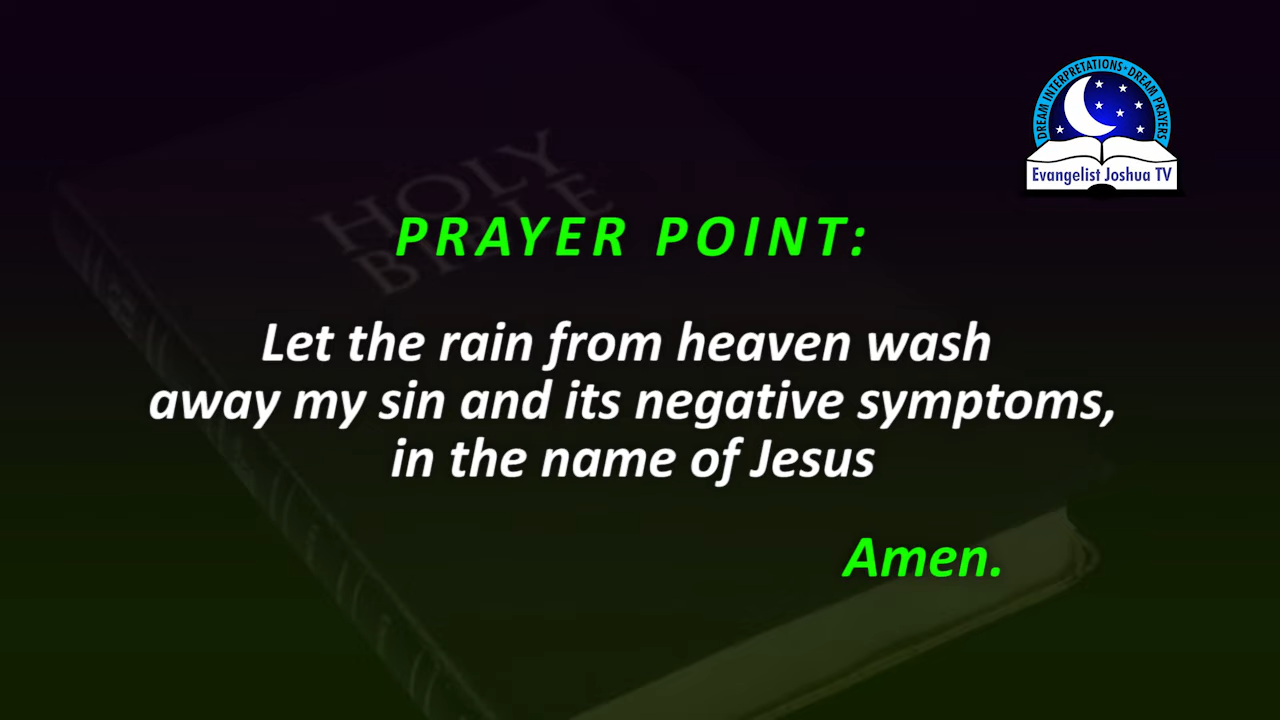 DREAM INTERPRETATIONS · DREAM PRAYERS
Evangelist Joshua TV
HOLY
BIBLE
PRAYER POINT:
Let the rain from heaven wash
away my sin and its negative symptoms,
in the name of Jesus
Amen.